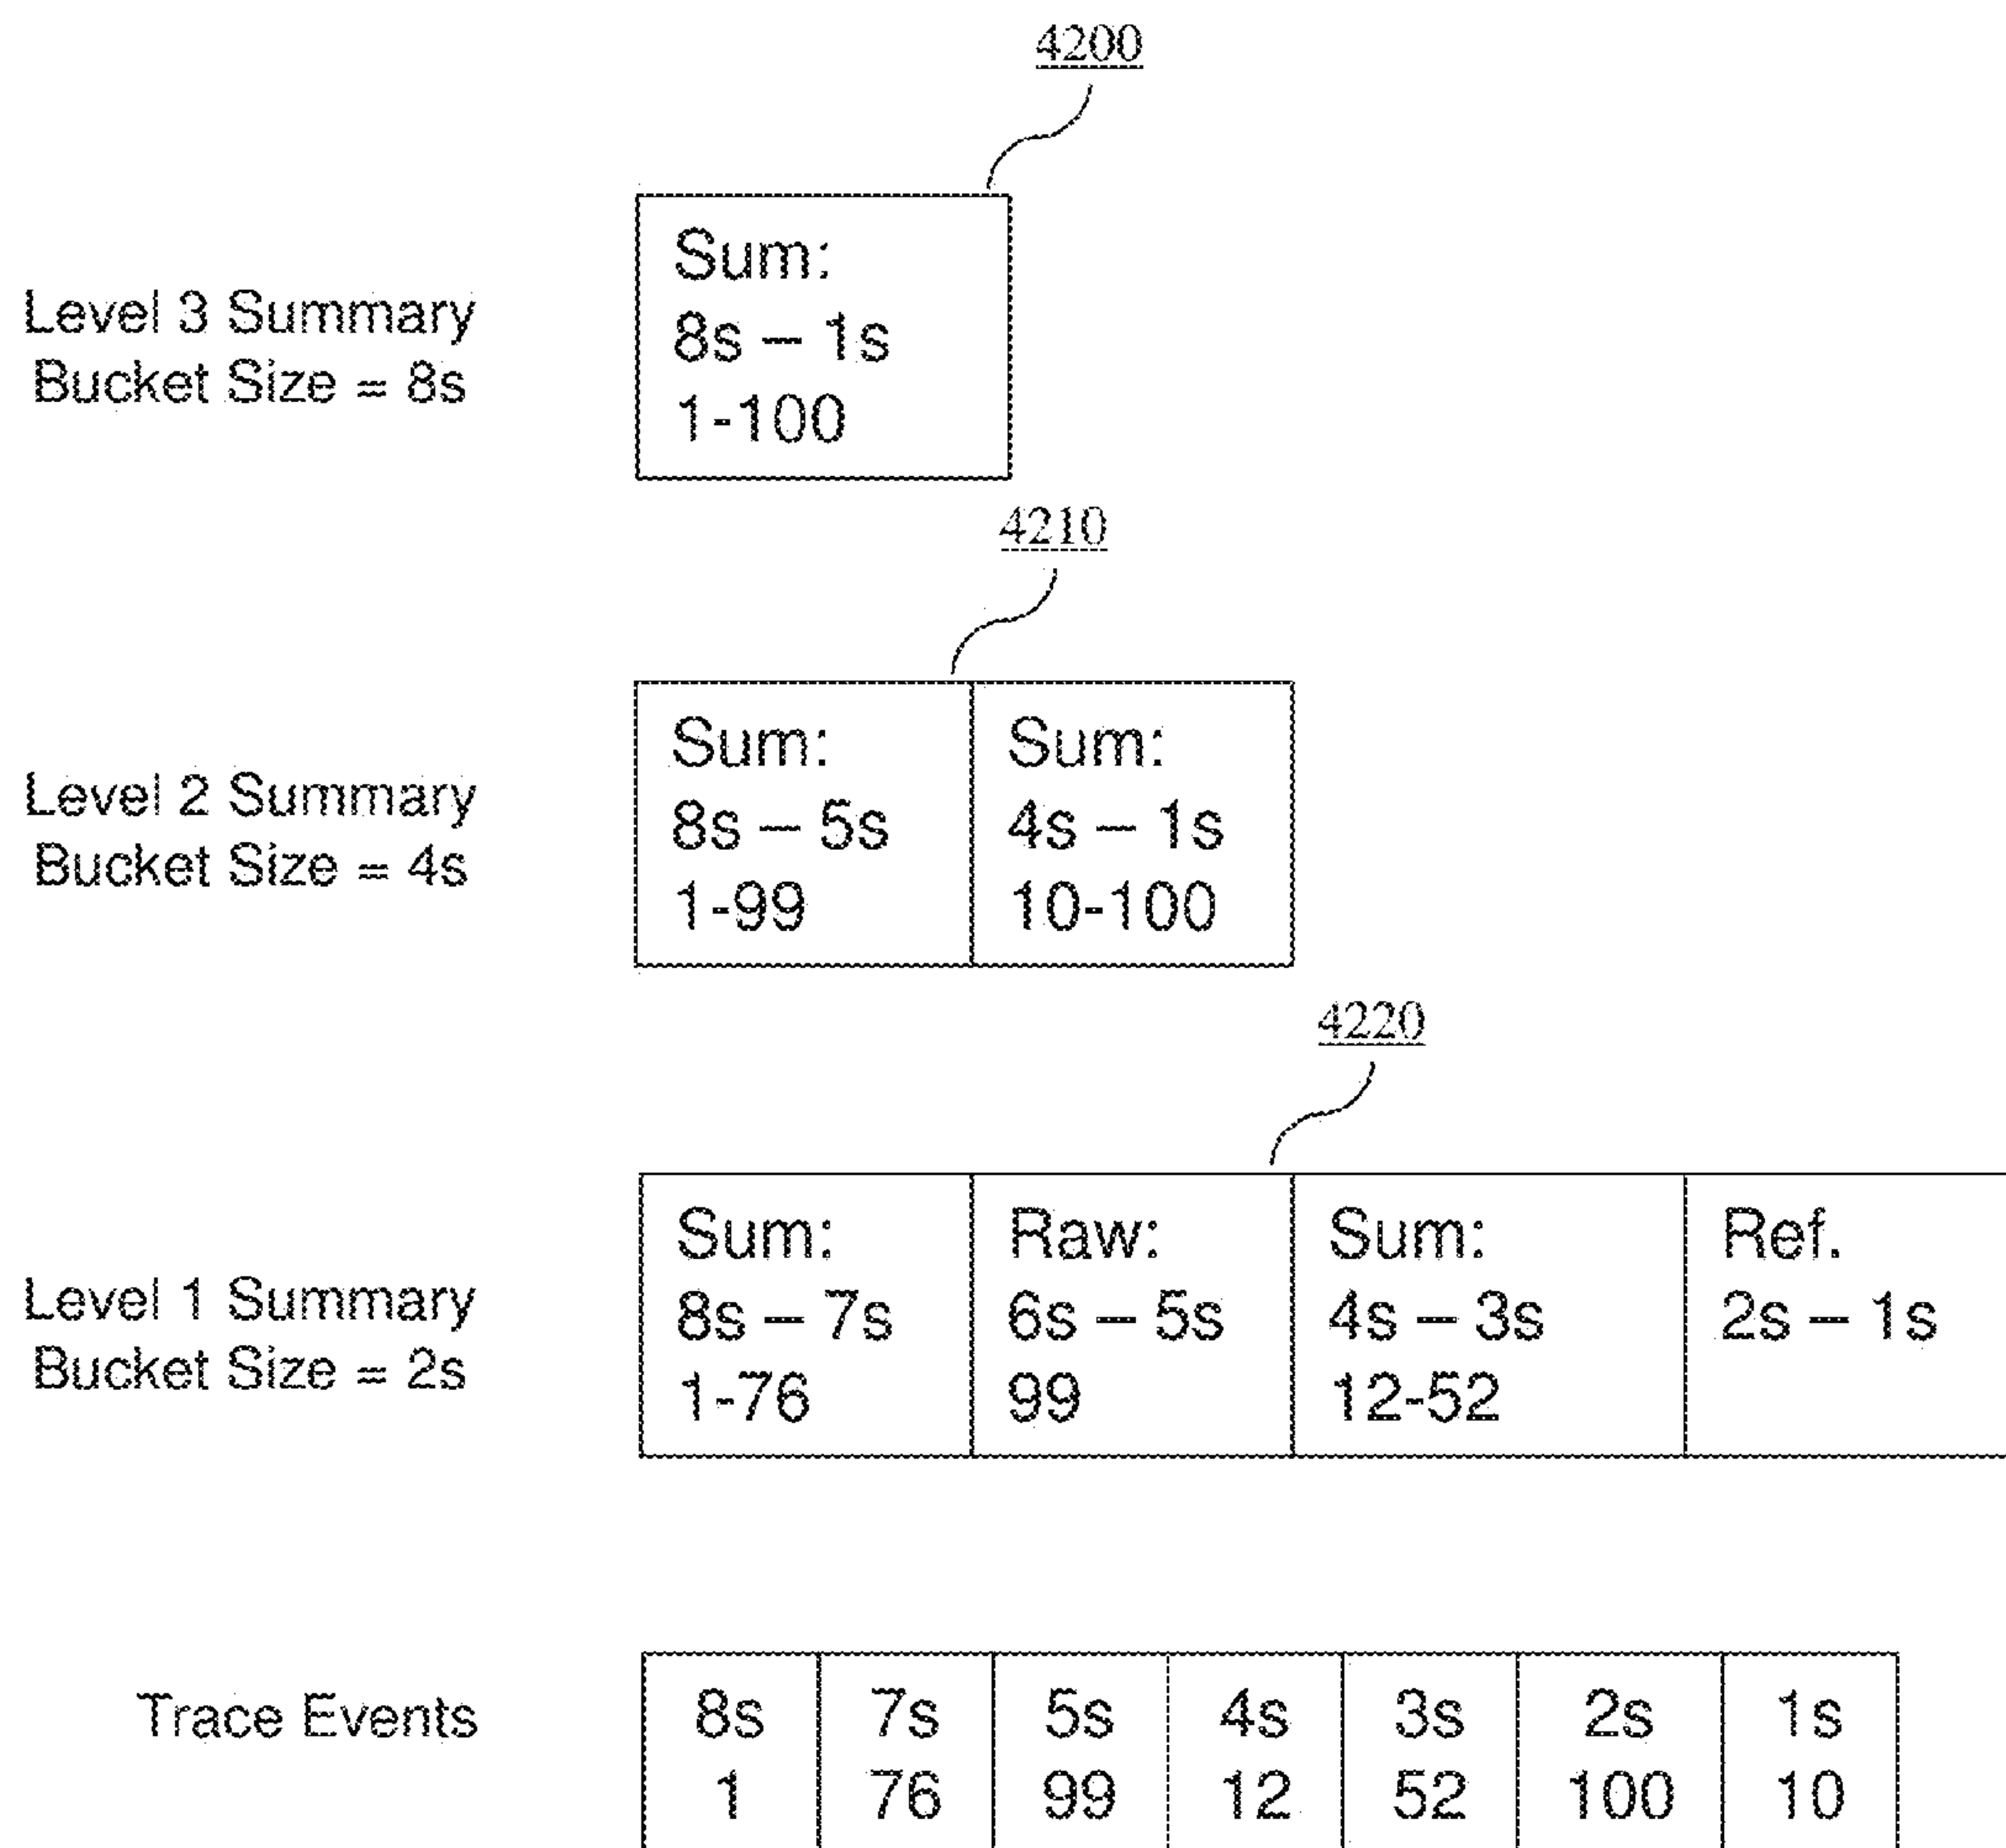 4200
Level 3 Summary
Bucket Size = 8s
Sum:
8s – 1s
1-100
4210
Level 2 Summary
Bucket Size = 4s
Sum:
8s – 5s
1-99
Sum:
4s – 1s
10-100
4220
Level 1 Summary
Bucket Size = 2s
Sum:
8s – 7s
1-76
Raw:
6s – 5s
99
Sum:
4s – 3s
12-52
Ref.
2s – 1s
Trace Events
8s
1
7s
76
5s
99
4s
12
3s
52
2s
100
1s
10